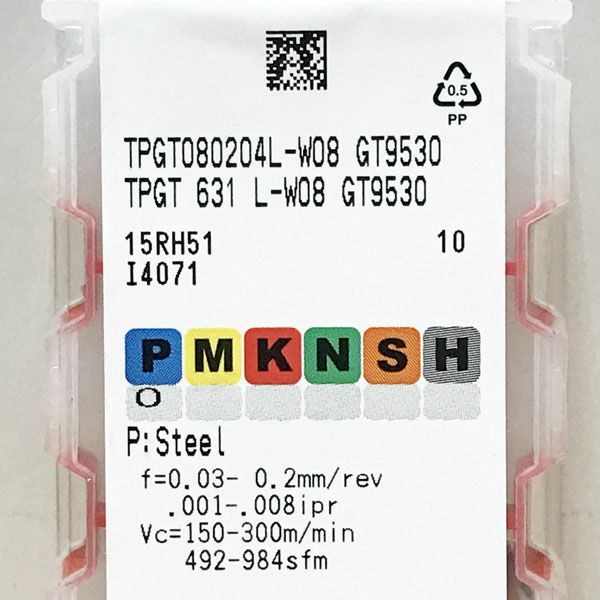 0.5
PP
TPGT080204L-W08 GT9530
TPGT 631 L-W08 GT9530
15RH51 10
I4071
P M K N S H
O
P:Steel
f=0.03- 0.2mm/rev
.001-.008ipr
Vc=150-300m/min
492-984sfm